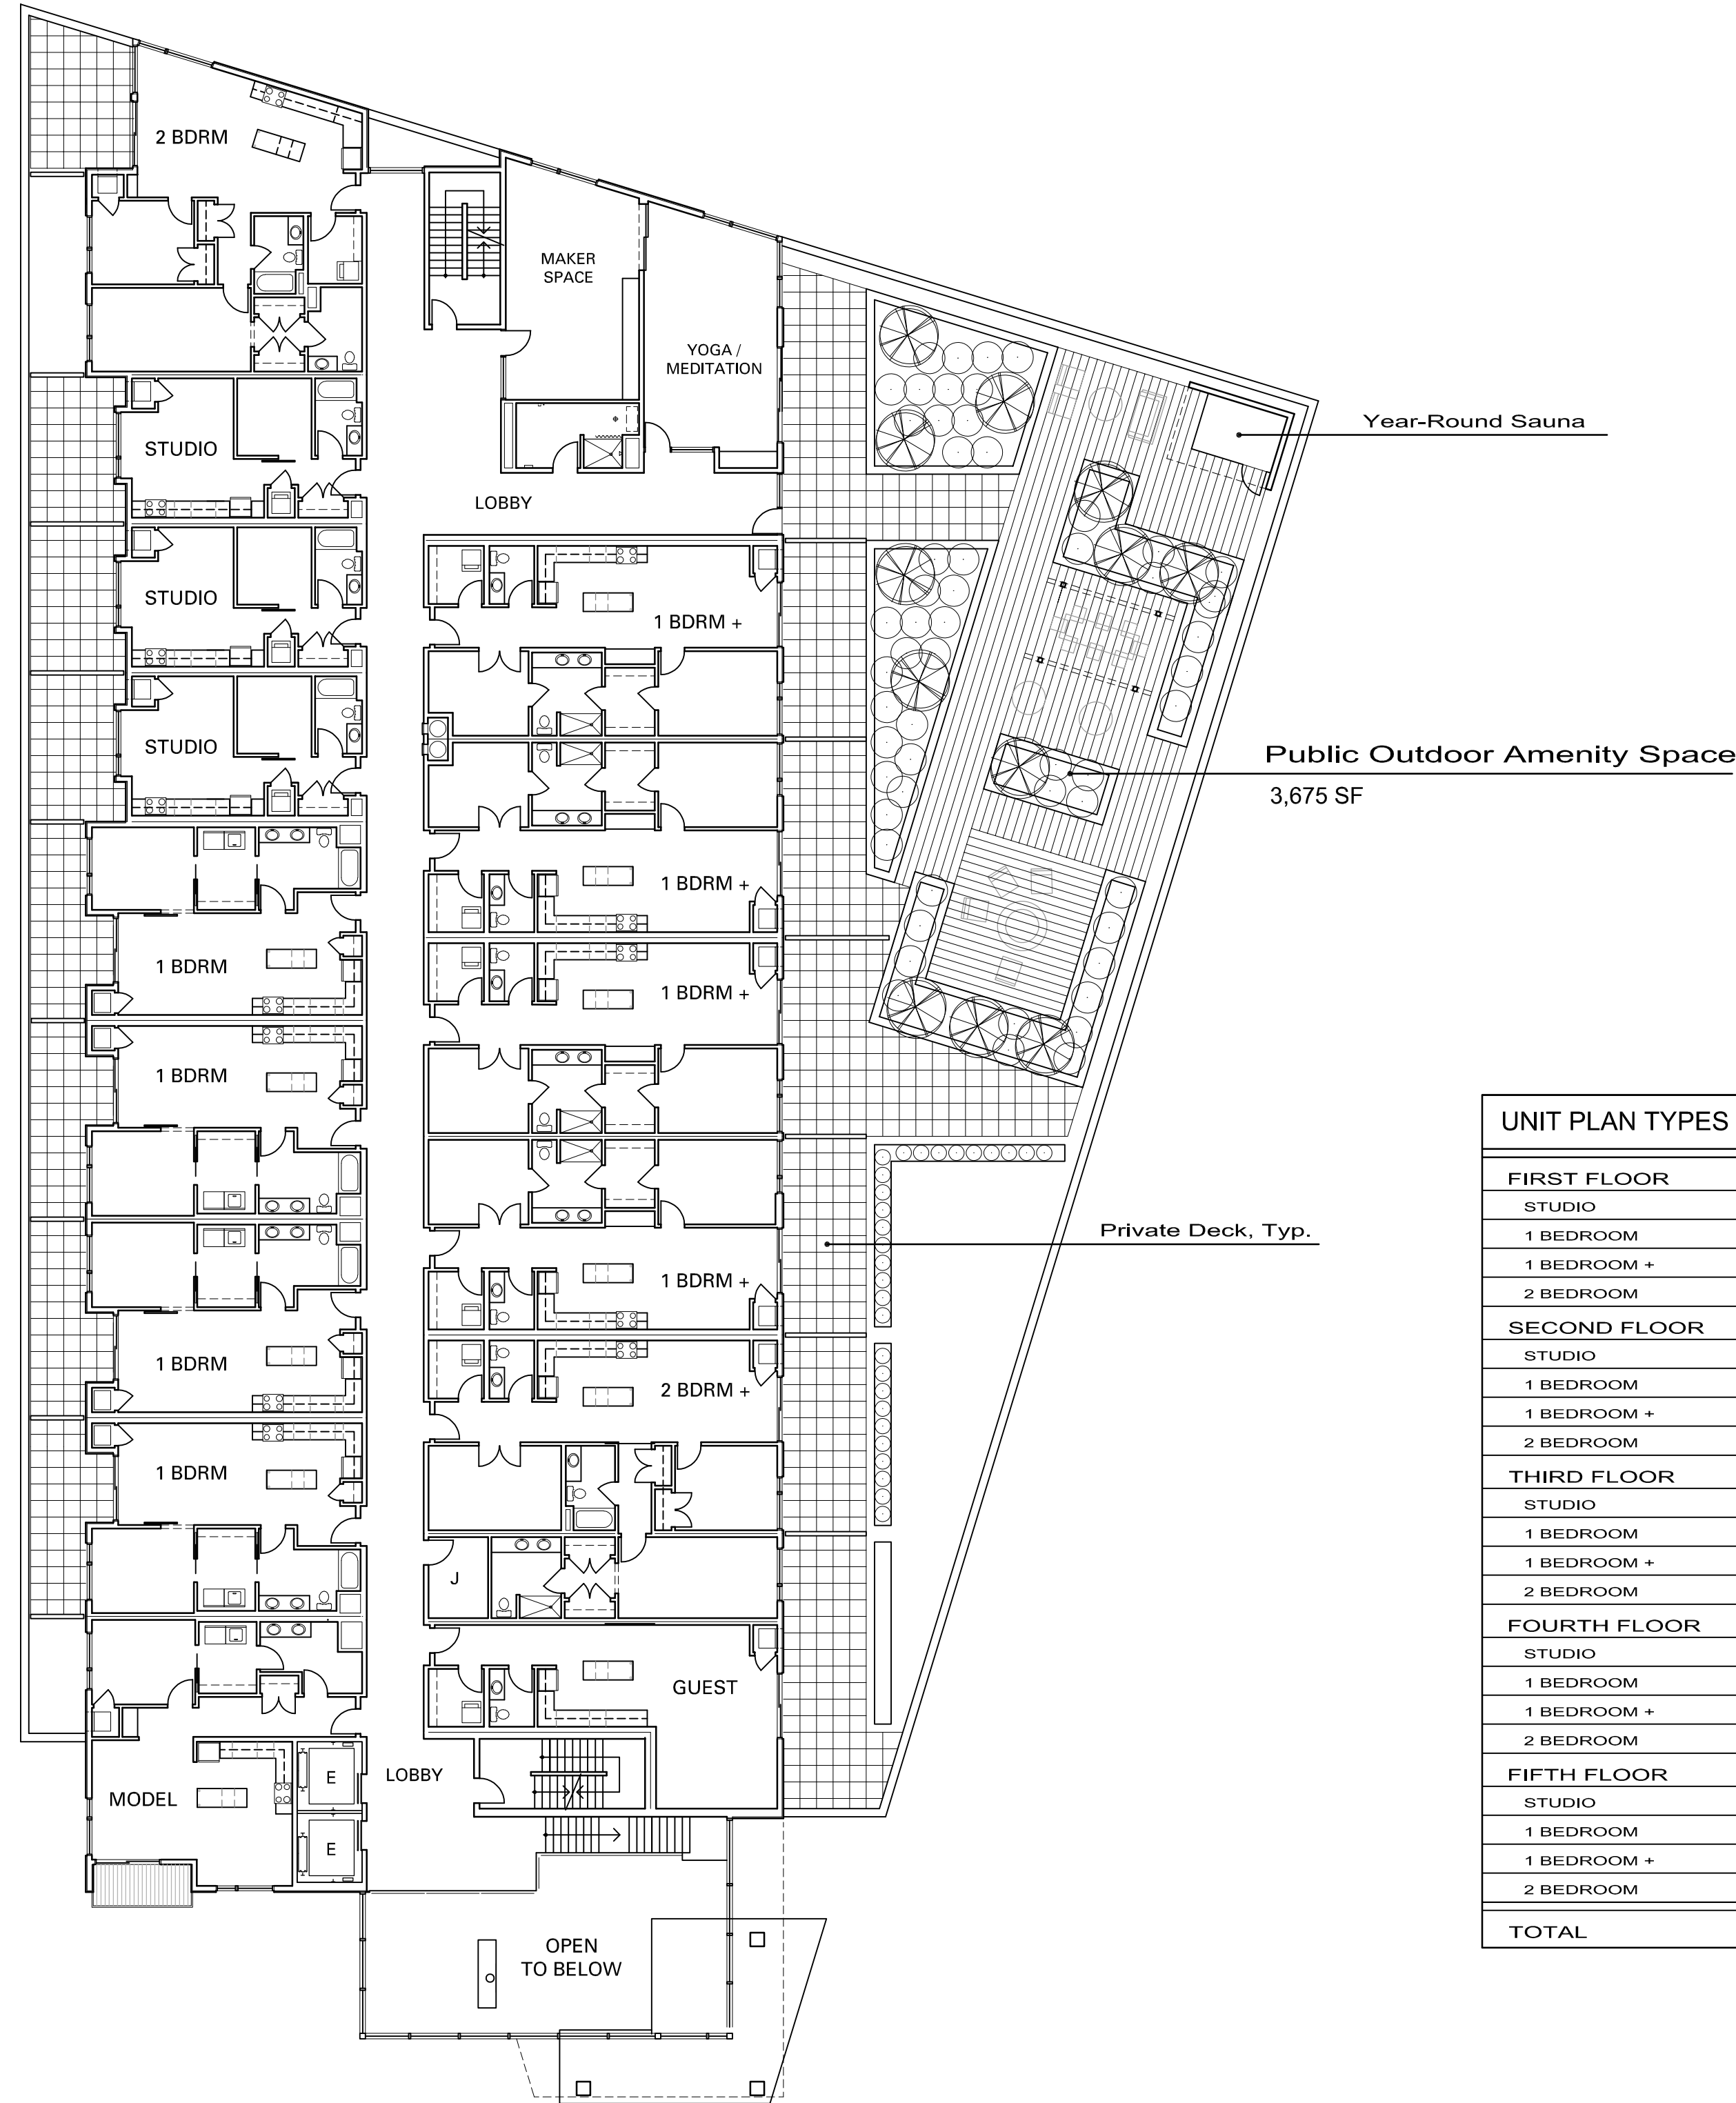 2 BDRM
MAKER
SPACE
YOGA /
MEDITATION
Year-Round Sauna
STUDIO
LOBBY
STUDIO
1 BDRM +
STUDIO
Public Outdoor Amenity Space
3,675 SF
1 BDRM +
1 BDRM
1 BDRM +
1 BDRM
Private Deck, Typ.
1 BDRM +
1 BDRM
2 BDRM +
1 BDRM
J
GUEST
LOBBY
E
MODEL
E
OPEN
TO BELOW
UNIT PLAN TYPES
FIRST FLOOR
STUDIO
1 BEDROOM
1 BEDROOM +
2 BEDROOM
SECOND FLOOR
STUDIO
1 BEDROOM
1 BEDROOM +
2 BEDROOM
THIRD FLOOR
STUDIO
1 BEDROOM
1 BEDROOM +
2 BEDROOM
FOURTH FLOOR
STUDIO
1 BEDROOM
1 BEDROOM +
2 BEDROOM
FIFTH FLOOR
STUDIO
1 BEDROOM
1 BEDROOM +
2 BEDROOM
TOTAL